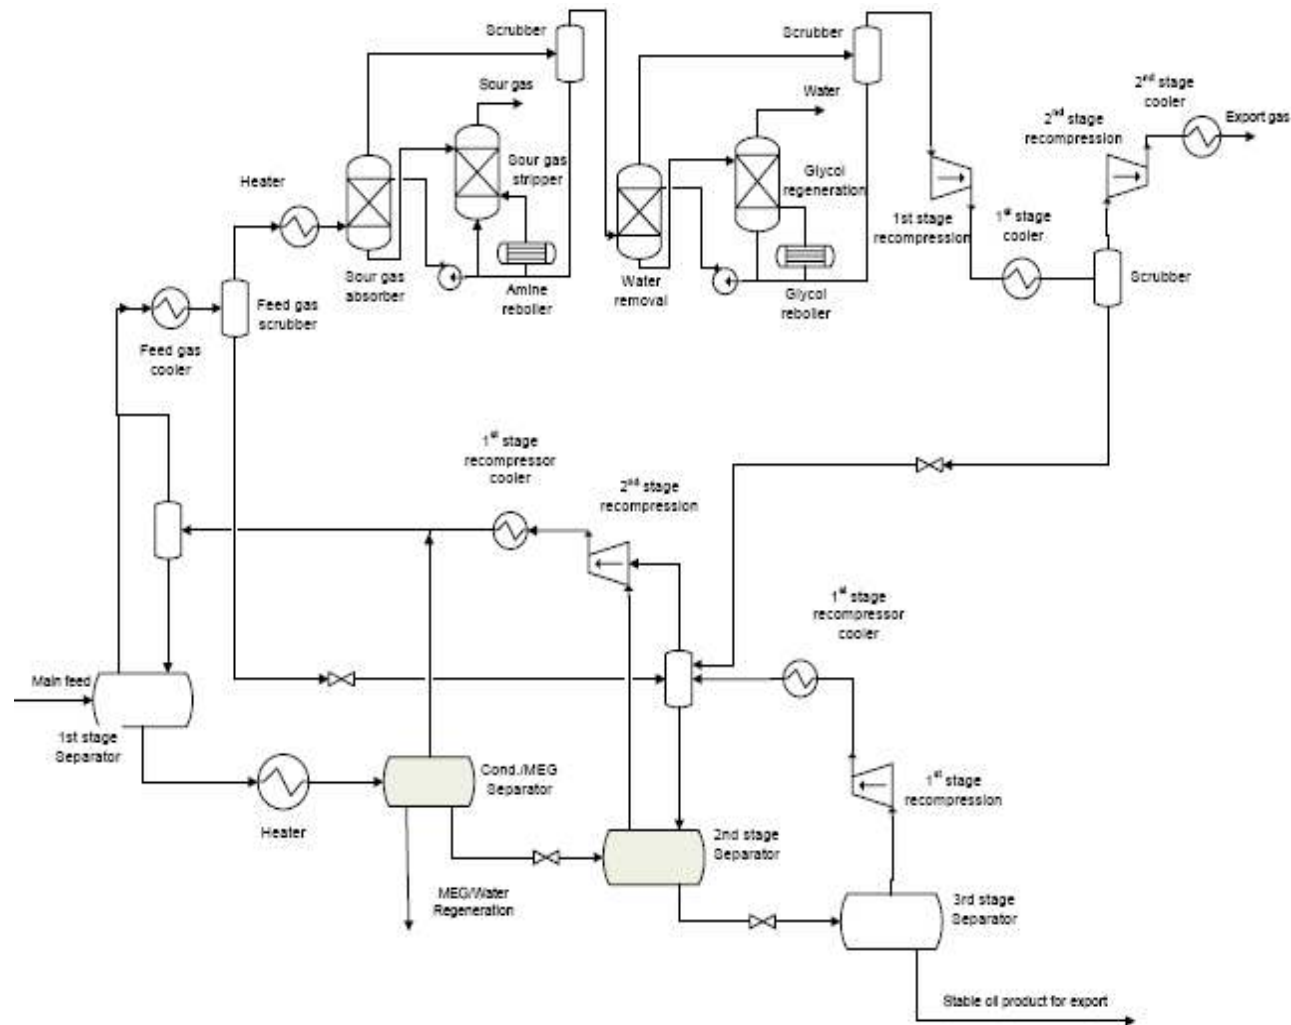 Scrubber
Sour gas
Sour gas
stripper
Heater
Sour gas
absorber
Amine
reboiler
Feed gas
scrubber
Feed gas
cooler
Scrubber
Water
Glycol
regeneration
Water
removal
Glycol
reboiler
1st stage
recompression
1st stage
cooler
2nd stage
recompression
2nd stage
cooler
Export gas
Scrubber
1st stage
recompressor
cooler
2nd stage
recompression
1st stage
recompressor
cooler
Main feed
1st stage
Separator
Heater
Cond./MEG
Separator
MEG/Water
Regeneration
2nd stage
Separator
1st stage
recompression
3rd stage
Separator
Stable oil product for export